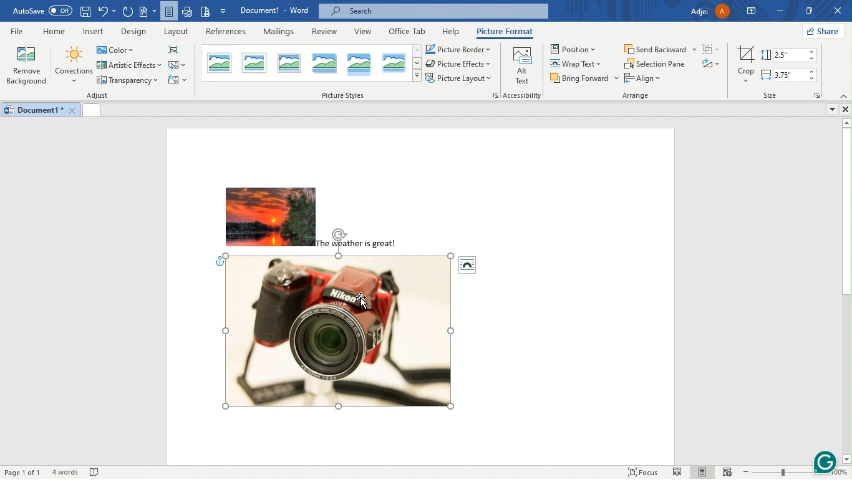 AutoSave Off Document1 - Word Search Adjei A
File Home Insert Design Layout References Mailings Review View Office Tab Help Picture Format Share
Remove Background
Corrections
Color
Artistic Effects
Transparency
Picture Border
Picture Effects
Picture Layout
Alt Text
Position
Wrap Text
Bring Forward
Send Backward
Selection Pane
Align
Crop
2.5"
3.75"
Adjust Picture Styles Accessibility Arrange Size
Document1 *
The weather is great!
Nikon
Page 1 of 1 4 words Focus